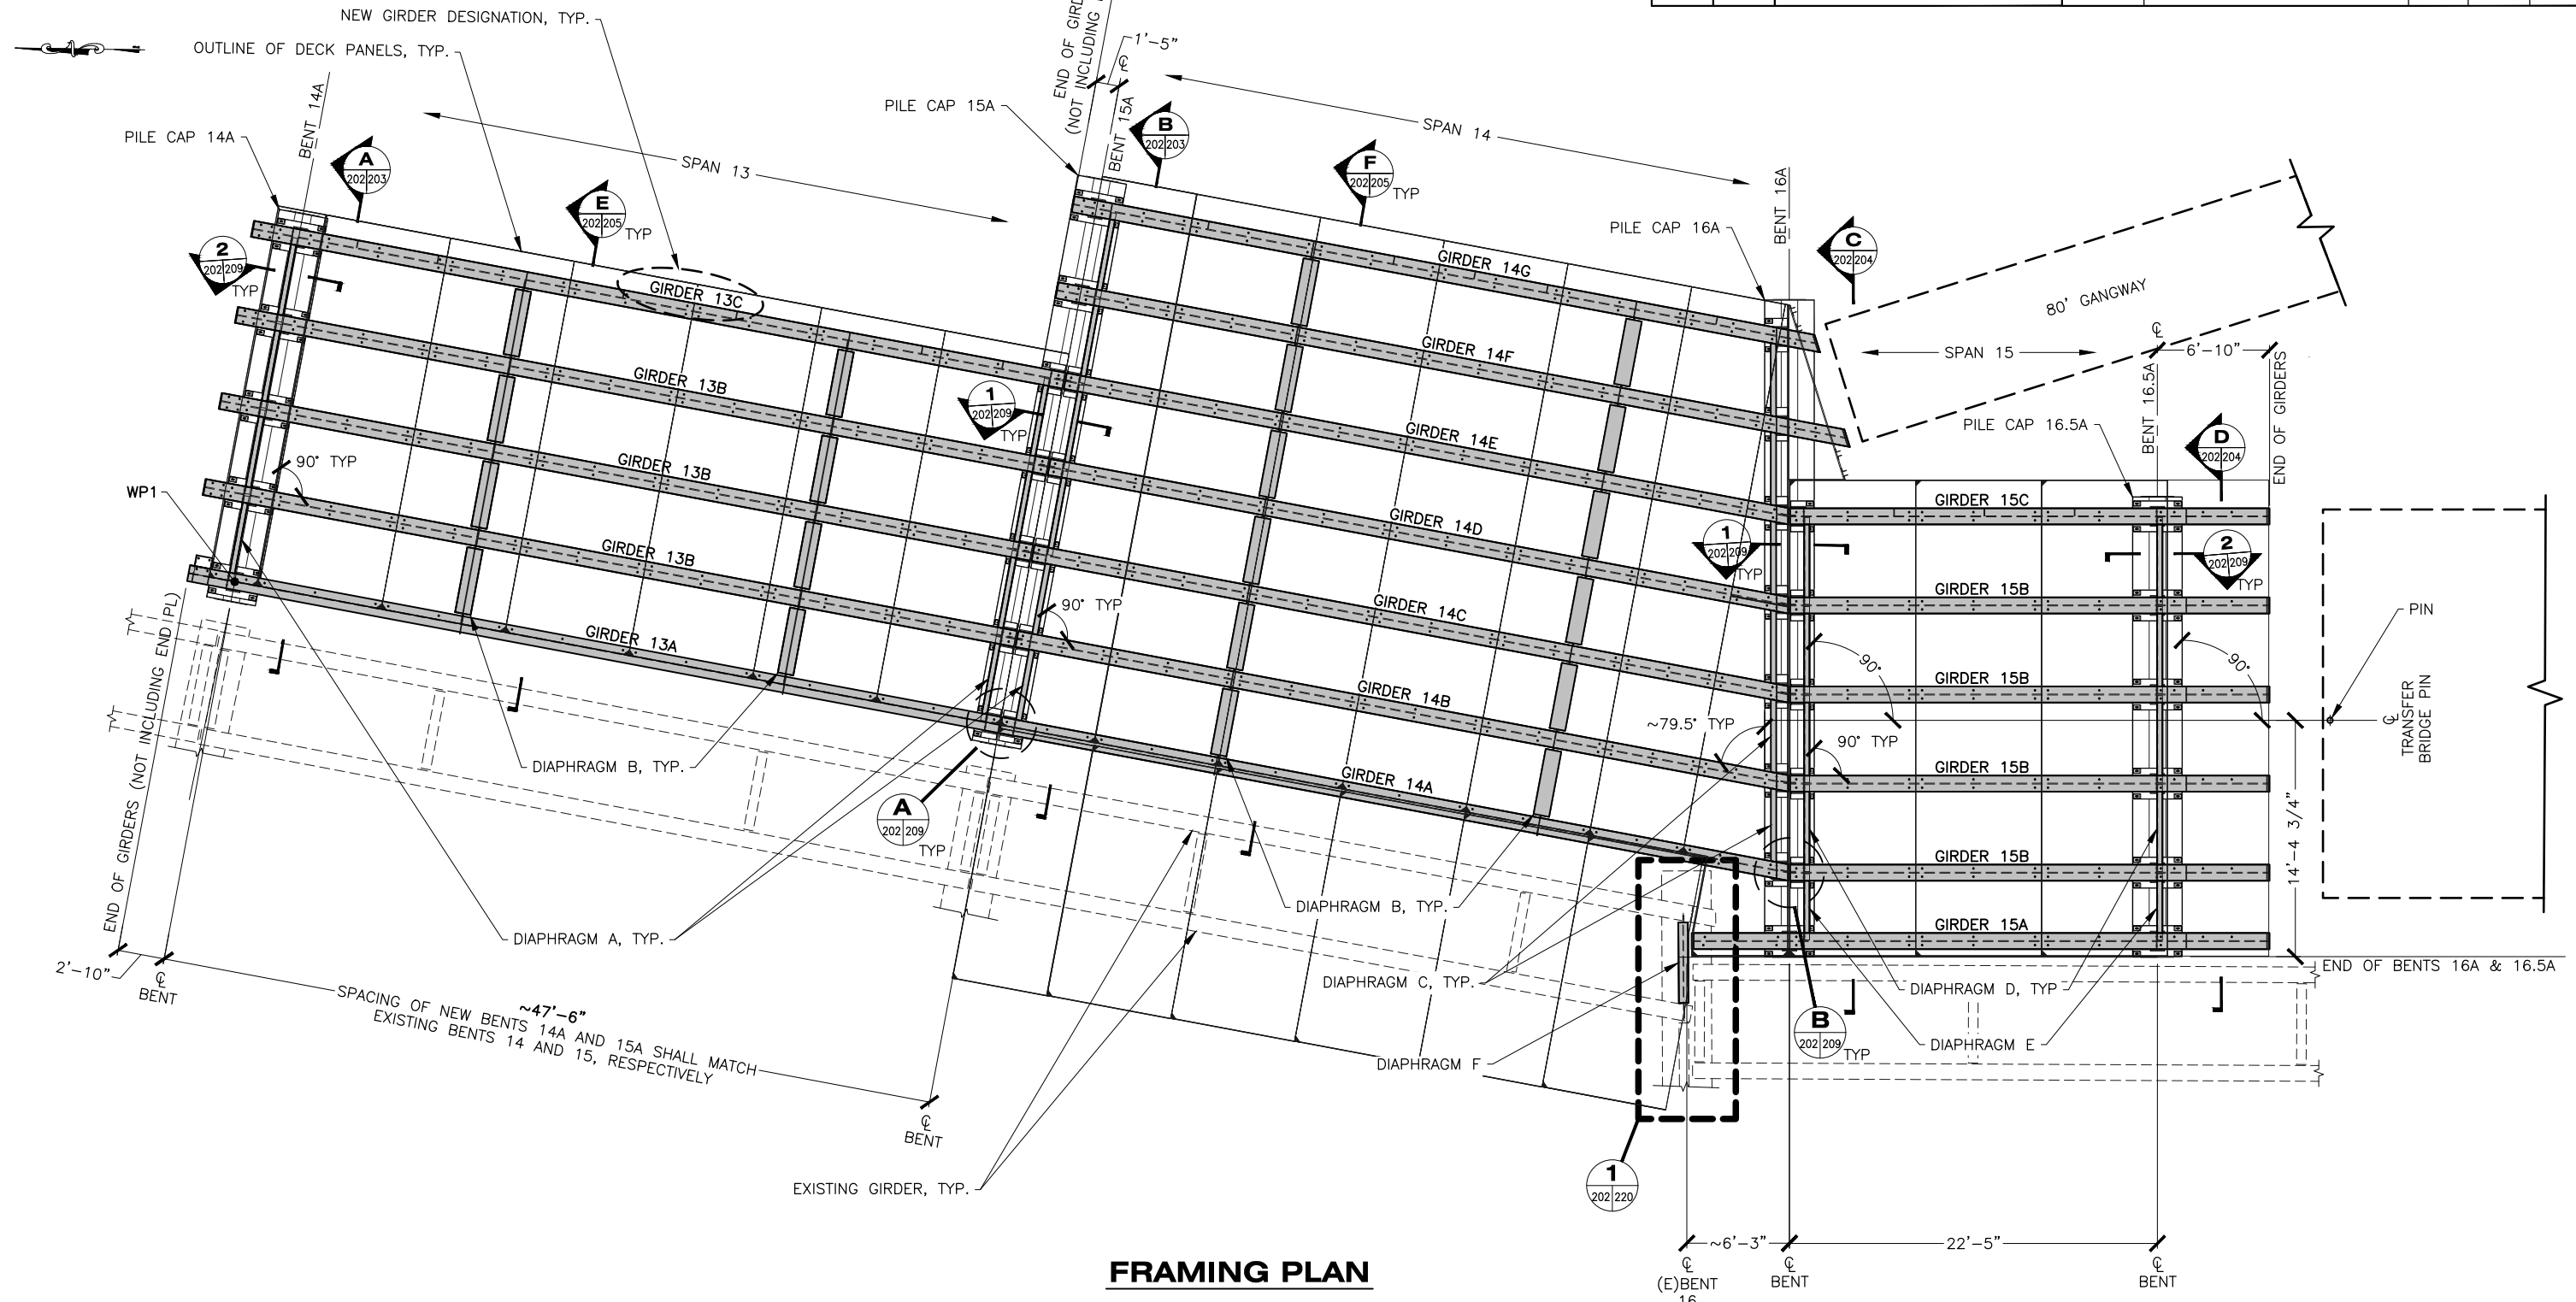 NEW GIRDER DESIGNATION, TYP.
OUTLINE OF DECK PANELS, TYP.
BENT 14A
PILE CAP 14A
A
202 203
SPAN 13
E
202 205
TYP
2
202 209
TYP
END OF
(NOT INCLUDING
1'-5"
℄
BENT 15A
PILE CAP 15A
B
202 203
SPAN 14
F
202 205
TYP
BENT 16A
PILE CAP 16A
C
202 204
80' GANGWAY
SPAN 15
℄
6'-10"
BENT 16.5A
END OF GIRDERS
PILE CAP 16.5A
D
202 204
GIRDER 13C
GIRDER 13B
GIRDER 13B
GIRDER 13B
GIRDER 13A
1
202 209
TYP
GIRDER 14G
GIRDER 14F
GIRDER 14E
GIRDER 14D
GIRDER 14C
GIRDER 14B
GIRDER 14A
GIRDER 15C
GIRDER 15B
GIRDER 15B
GIRDER 15B
GIRDER 15B
GIRDER 15A
1
202 209
TYP
2
202 209
TYP
WP1
90° TYP
90° TYP
~79.5° TYP
90° TYP
90°
90°
PIN
℄
TRANSFER
BRIDGE PIN
14'-4 3/4"
END OF BENTS 16A & 16.5A
END OF GIRDERS (NOT INCLUDING END PL)
DIAPHRAGM B, TYP.
A
202 209
TYP
DIAPHRAGM A, TYP.
DIAPHRAGM B, TYP.
DIAPHRAGM C, TYP.
DIAPHRAGM D, TYP
DIAPHRAGM E
DIAPHRAGM F
B
202 209
TYP
2'-10"
℄
BENT
~47'-6"
SPACING OF NEW BENTS 14A AND 15A SHALL MATCH
EXISTING BENTS 14 AND 15, RESPECTIVELY
℄
BENT
EXISTING GIRDER, TYP.
1
202 220
~6'-3"
22'-5"
℄
(E)BENT
16
℄
BENT
℄
BENT
FRAMING PLAN